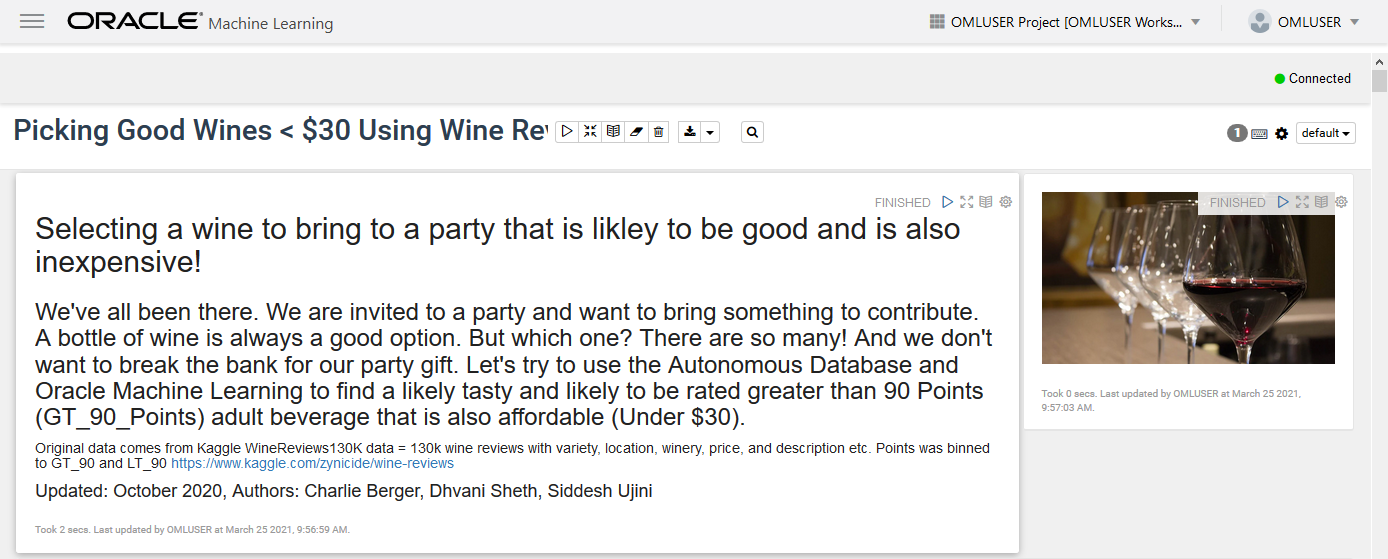 ORACLE® Machine Learning
OMLUSER Project [OMLUSER Works...
OMLUSER
Connected
Picking Good Wines < $30 Using Wine Rev
1
default
FINISHED
Selecting a wine to bring to a party that is likley to be good and is also
inexpensive!
We've all been there. We are invited to a party and want to bring something to contribute.
A bottle of wine is always a good option. But which one? There are so many! And we don't
want to break the bank for our party gift. Let's try to use the Autonomous Database and
Oracle Machine Learning to find a likely tasty and likely to be rated greater than 90 Points
(GT_90_Points) adult beverage that is also affordable (Under $30).
Original data comes from Kaggle WineReviews130K data = 130k wine reviews with variety, location, winery, price, and description etc. Points was binned
to GT_90 and LT_90 https://www.kaggle.com/zynicide/wine-reviews
Updated: October 2020, Authors: Charlie Berger, Dhvani Sheth, Siddesh Ujini
Took 2 secs. Last updated by OMLUSER at March 25 2021, 9:56:59 AM.
FINISHED
Took 0 secs. Last updated by OMLUSER at March 25 2021,
9:57:03 AM.